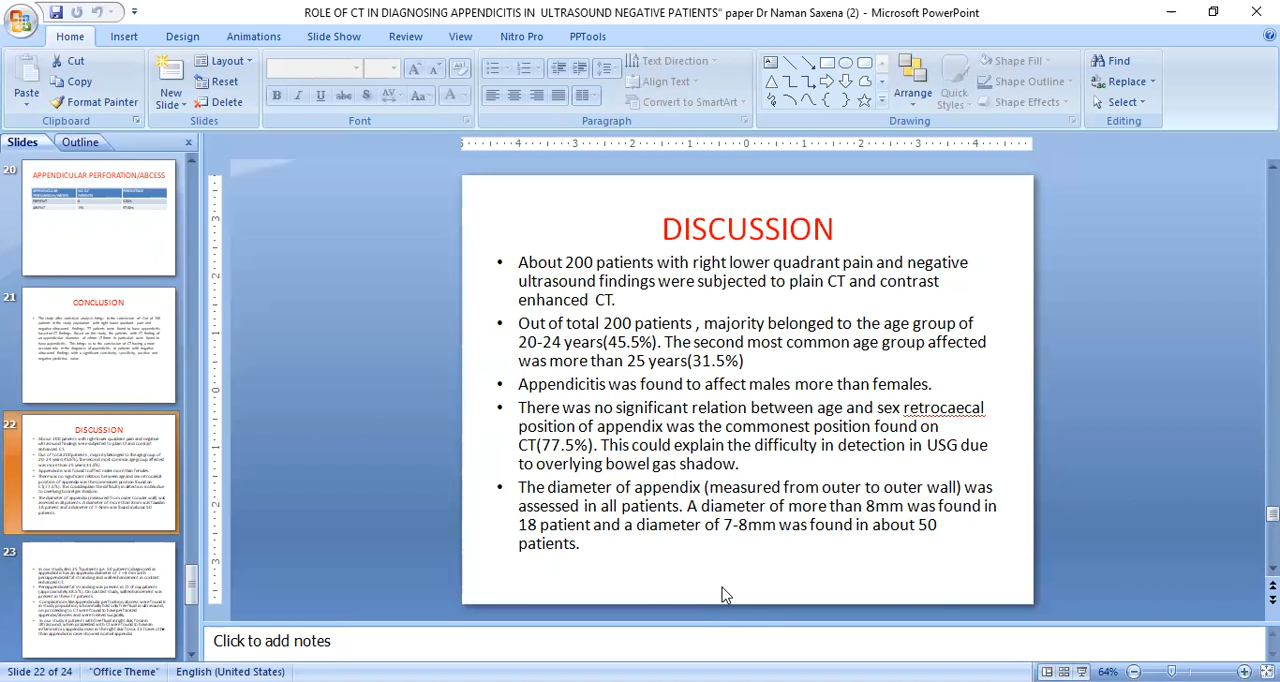 ROLE OF CT IN DIAGNOSING APPENDICITIS IN ULTRASOUND NEGATIVE PATIENTS" paper Dr Naman Saxena (2) - Microsoft PowerPoint
Home Insert Design Animations Slide Show Review View Nitro Pro PPTools
Paste
Cut
Copy
Format Painter
Clipboard
New Slide
Layout
Reset
Delete
Slides
B I U abc S AV Aa A
Font
Text Direction
Align Text
Convert to SmartArt
Paragraph
Arrange
Quick Styles
Shape Fill
Shape Outline
Shape Effects
Drawing
Find
Replace
Select
Editing
Slides Outline
20
APPENDICULAR PERFORATION/ABCESS
21
CONCLUSION
22
DISCUSSION
23
DISCUSSION
• About 200 patients with right lower quadrant pain and negative
ultrasound findings were subjected to plain CT and contrast
enhanced CT.
• Out of total 200 patients , majority belonged to the age group of
20-24 years(45.5%). The second most common age group affected
was more than 25 years(31.5%)
• Appendicitis was found to affect males more than females.
• There was no significant relation between age and sex retrocaecal
position of appendix was the commonest position found on
CT(77.5%). This could explain the difficulty in detection in USG due
to overlying bowel gas shadow.
• The diameter of appendix (measured from outer to outer wall) was
assessed in all patients. A diameter of more than 8mm was found in
18 patient and a diameter of 7-8mm was found in about 50
patients.
Click to add notes
Slide 22 of 24 "Office Theme" English (United States) 64%